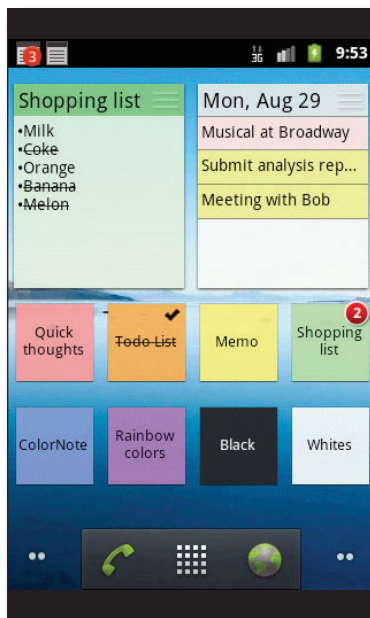 3
3G
9:53
Shopping list
•Milk
•Coke
•Orange
•Banana
•Melon
Mon, Aug 29
Musical at Broadway
Submit analysis rep...
Meeting with Bob
Quick
thoughts
Todo List
Memo
2
Shopping
list
ColorNote
Rainbow
colors
Black
Whites